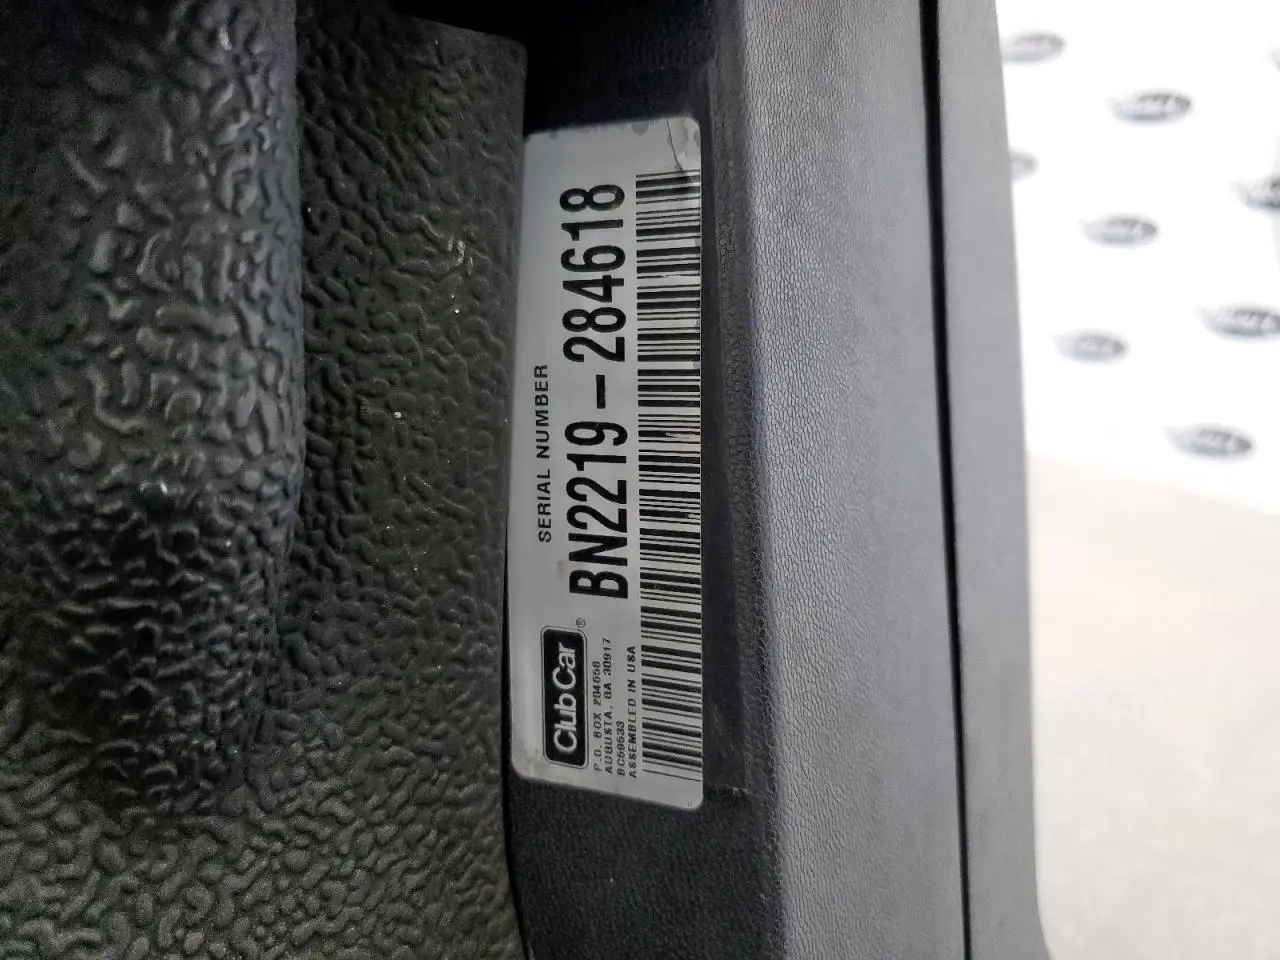 SERIAL NUMBER
BN2219-284618
Club Car®
P.O. BOX 204658
AUGUSTA, GA 30917
BC59533
ASSEMBLED IN USA